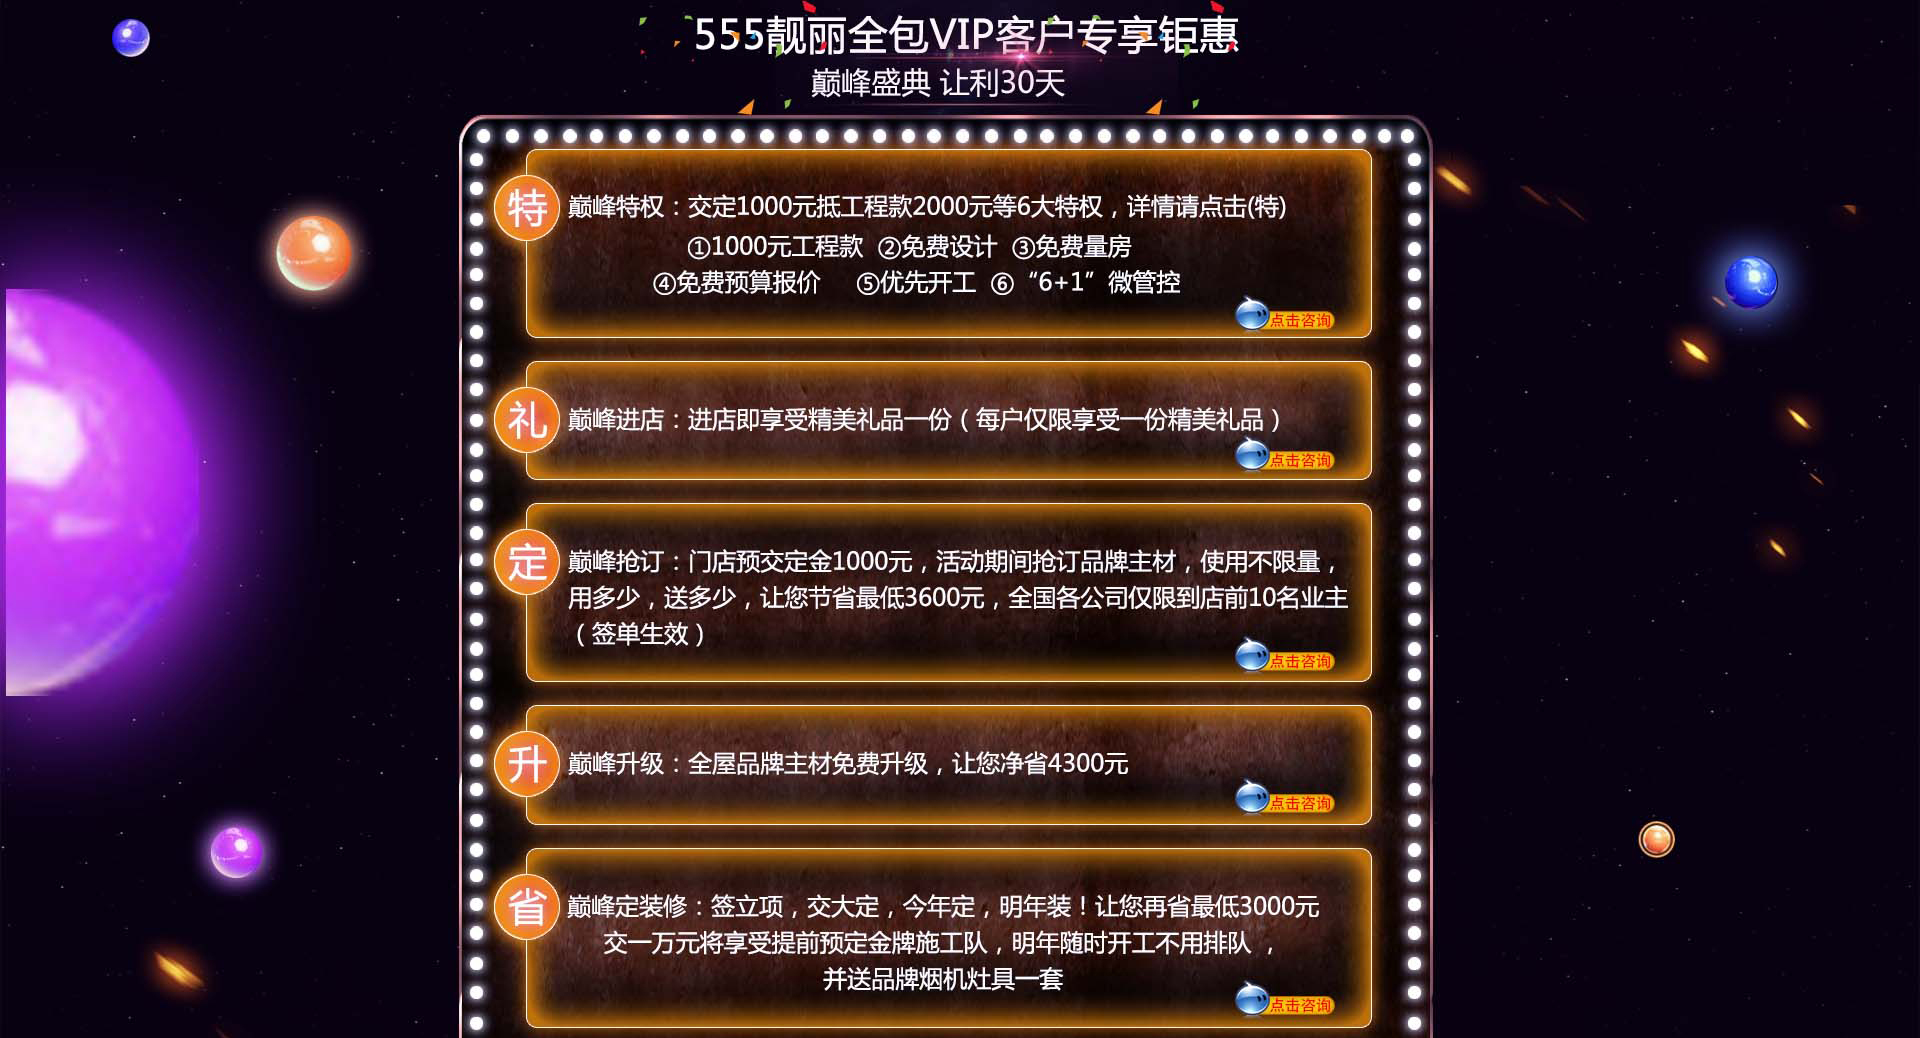 555靓丽全包VIP客户专享钜惠
巅峰盛典 让利30天
特
巅峰特权：交定1000元抵工程款2000元等6大特权，详情请点击(特)
①1000元工程款 ②免费设计 ③免费量房
④免费预算报价 ⑤优先开工 ⑥“6+1”微管控
点击咨询
礼
巅峰进店：进店即享受精美礼品一份（每户仅限享受一份精美礼品）
点击咨询
定
巅峰抢订：门店预交定金1000元，活动期间抢订品牌主材，使用不限量，
用多少，送多少，让您节省最低3600元，全国各公司仅限到店前10名业主
（签单生效）
点击咨询
升
巅峰升级：全屋品牌主材免费升级，让您净省4300元
点击咨询
省
巅峰定装修：签立项，交大定，今年定，明年装！让您再省最低3000元
交一万元将享受提前预定金牌施工队，明年随时开工不用排队 ，
并送品牌烟机灶具一套
点击咨询